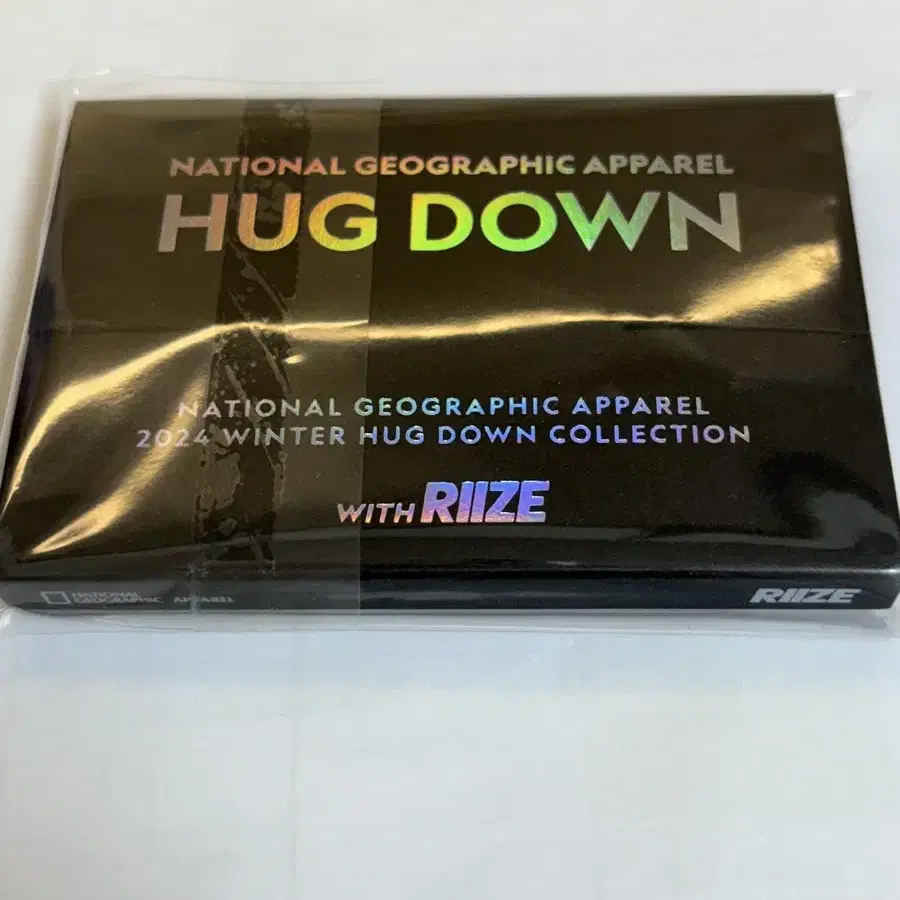 NATIONAL GEOGRAPHIC APPAREL
HUG DOWN
NATIONAL GEOGRAPHIC APPAREL
2024 WINTER HUG DOWN COLLECTION
WITH RIIZE
NATIONAL
GEOGRAPHIC APPAREL
RIIZE